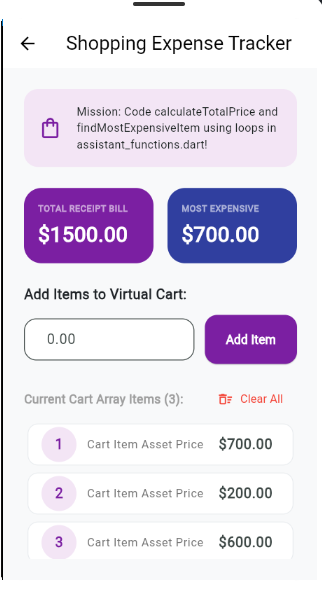 Shopping Expense Tracker
Mission: Code calculateTotalPrice and
findMostExpensiveItem using loops in
assistant_functions.dart!
TOTAL RECEIPT BILL
$1500.00
MOST EXPENSIVE
$700.00
Add Items to Virtual Cart:
0.00
Add Item
Current Cart Array Items (3):
Clear All
1 Cart Item Asset Price $700.00
2 Cart Item Asset Price $200.00
3 Cart Item Asset Price $600.00